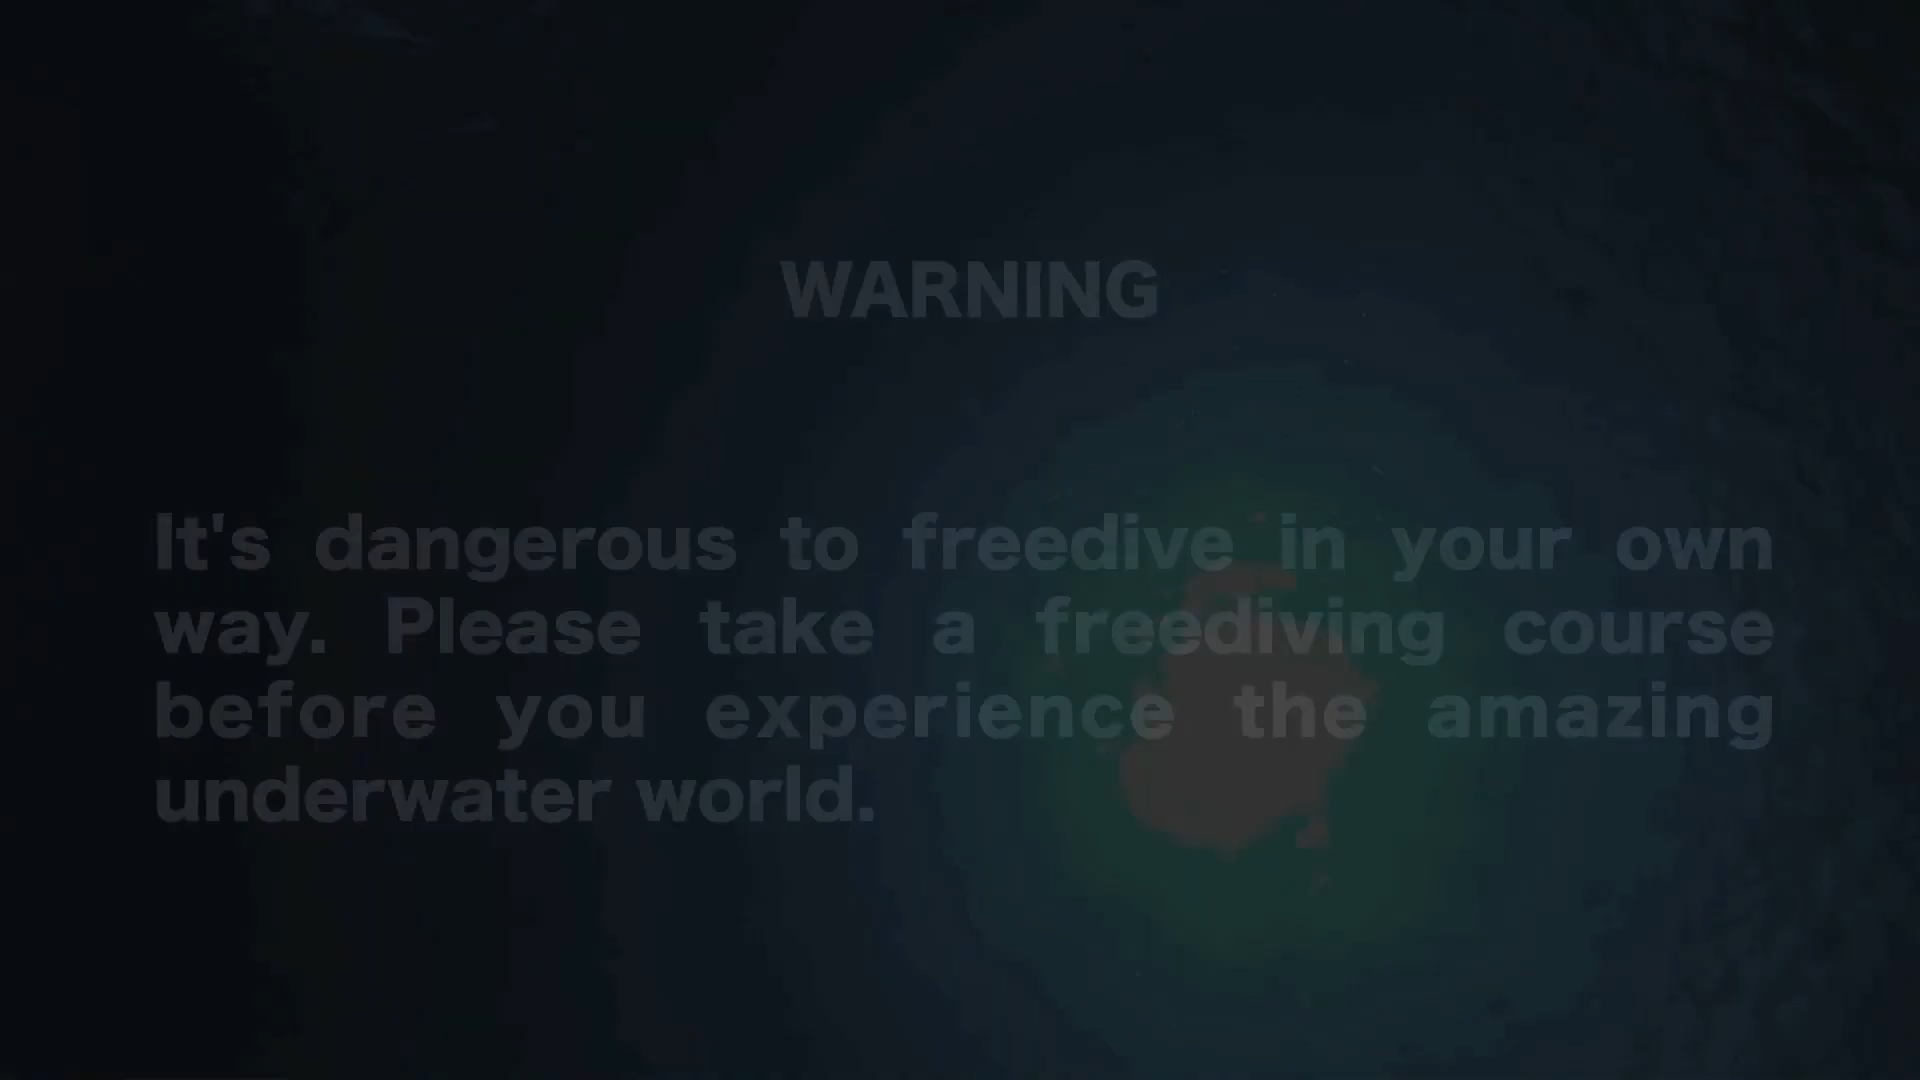 WARNING
It's dangerous to freedive in your own
way. Please take a freediving course
before you experience the amazing
underwater world.